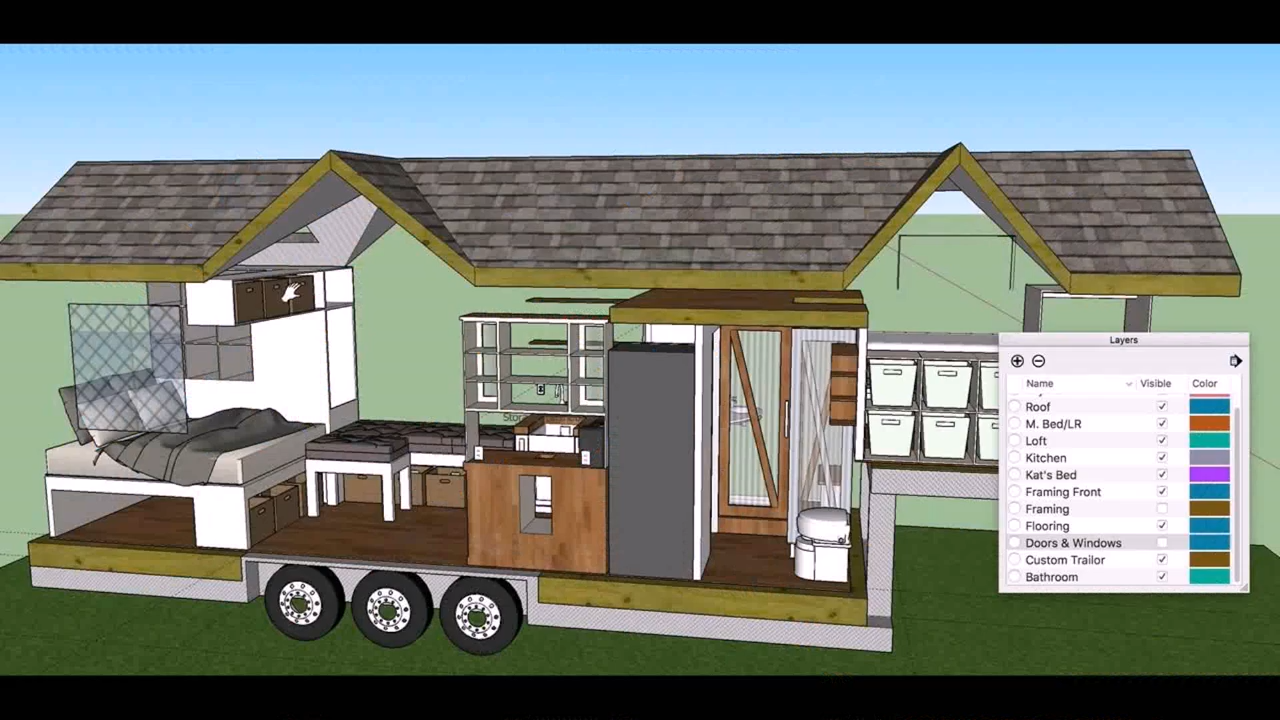 Layers
Name Visible Color
Roof
M. Bed/LR
Loft
Kitchen
Kat's Bed
Framing Front
Framing
Flooring
Doors & Windows
Custom Trailor
Bathroom